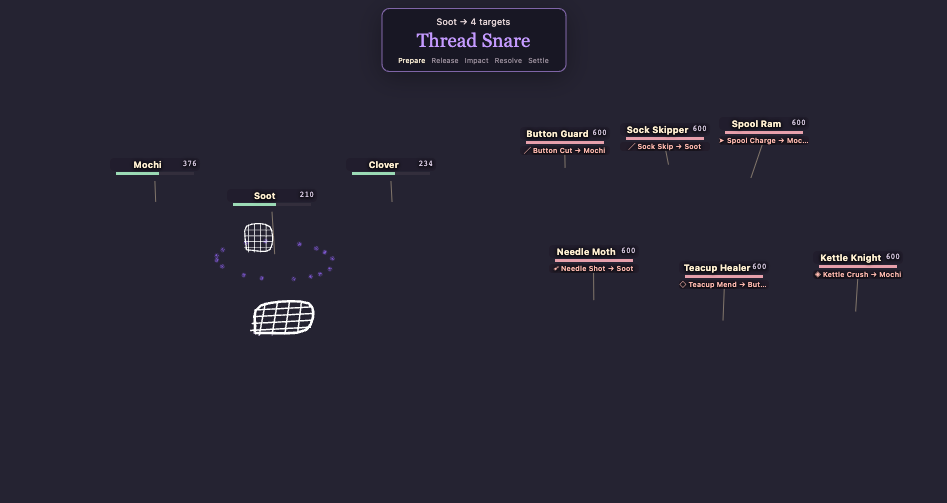 Soot → 4 targets
Thread Snare
Prepare Release Impact Resolve Settle
Mochi 376
Soot 210
Clover 234
Button Guard 600
Button Cut → Mochi
Sock Skipper 600
Sock Skip → Soot
Spool Ram 600
Spool Charge → Moc...
Needle Moth 600
Needle Shot → Soot
Teacup Healer 600
Teacup Mend → But...
Kettle Knight 600
Kettle Crush → Mochi